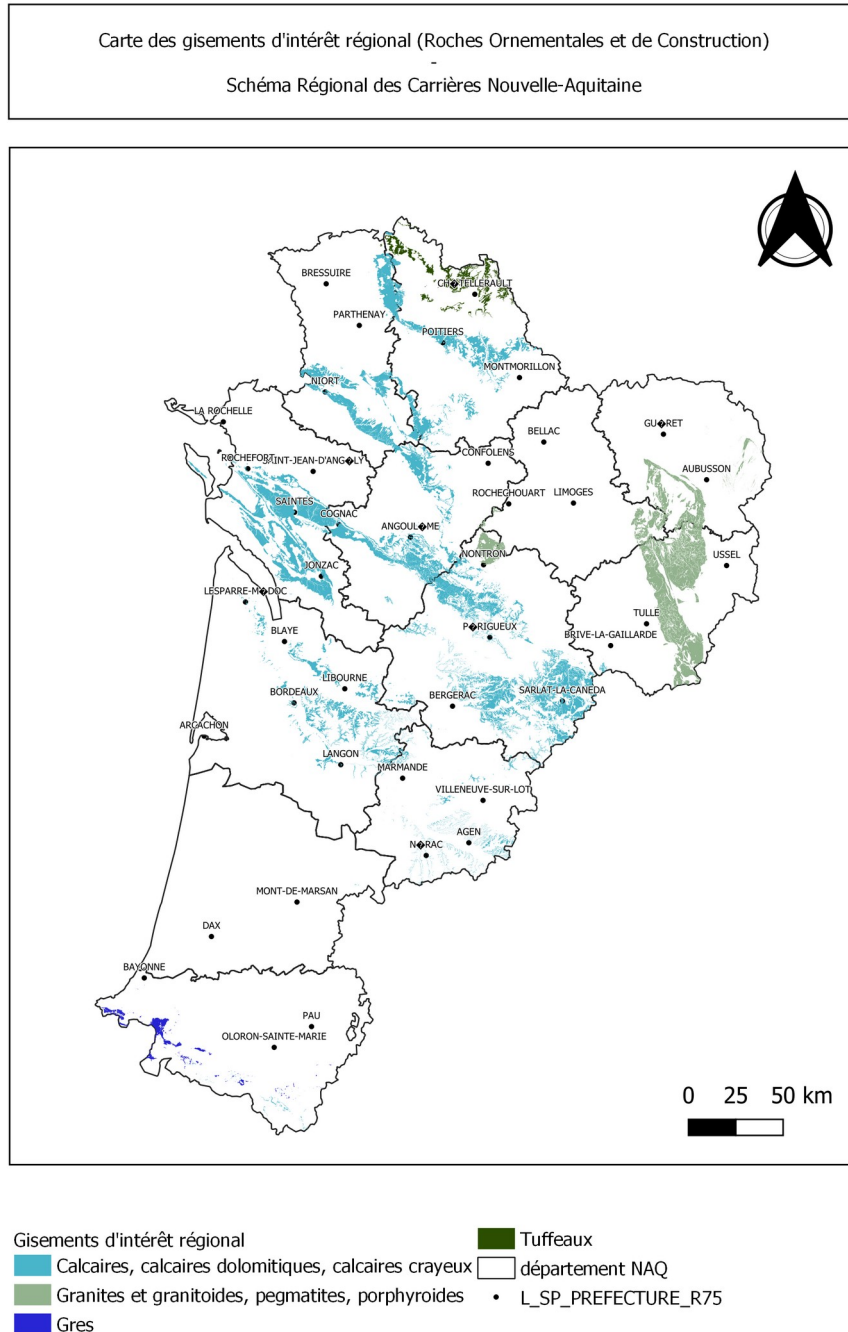 Carte des gisements d'intérêt régional (Roches Ornementales et de Construction)
-
Schéma Régional des Carrières Nouvelle-Aquitaine
BRESSUIRE
CH�TELLERAULT
PARTHENAY
POITIERS
MONTMORILLON
NIORT
LA ROCHELLE
GU�RET
BELLAC
ROCHEFORT
SAINT-JEAN-D'ANG�LY
CONFOLENS
AUBUSSON
SAINTES
COGNAC
ROCHECHOUART
LIMOGES
ANGOUL�ME
JONZAC
NONTRON
USSEL
LESPARRE-M�DOC
TULLE
BLAYE
P�RIGUEUX
BRIVE-LA-GAILLARDE
LIBOURNE
BORDEAUX
BERGERAC
SARLAT-LA-CANEDA
ARCACHON
LANGON
MARMANDE
VILLENEUVE-SUR-LOT
AGEN
N�RAC
MONT-DE-MARSAN
DAX
BAYONNE
PAU
OLORON-SAINTE-MARIE
0 25 50 km
Gisements d'intérêt régional
Calcaires, calcaires dolomitiques, calcaires crayeux
Granites et granitoides, pegmatites, porphyroides
Gres
Tuffeaux
département NAQ
L_SP_PREFECTURE_R75